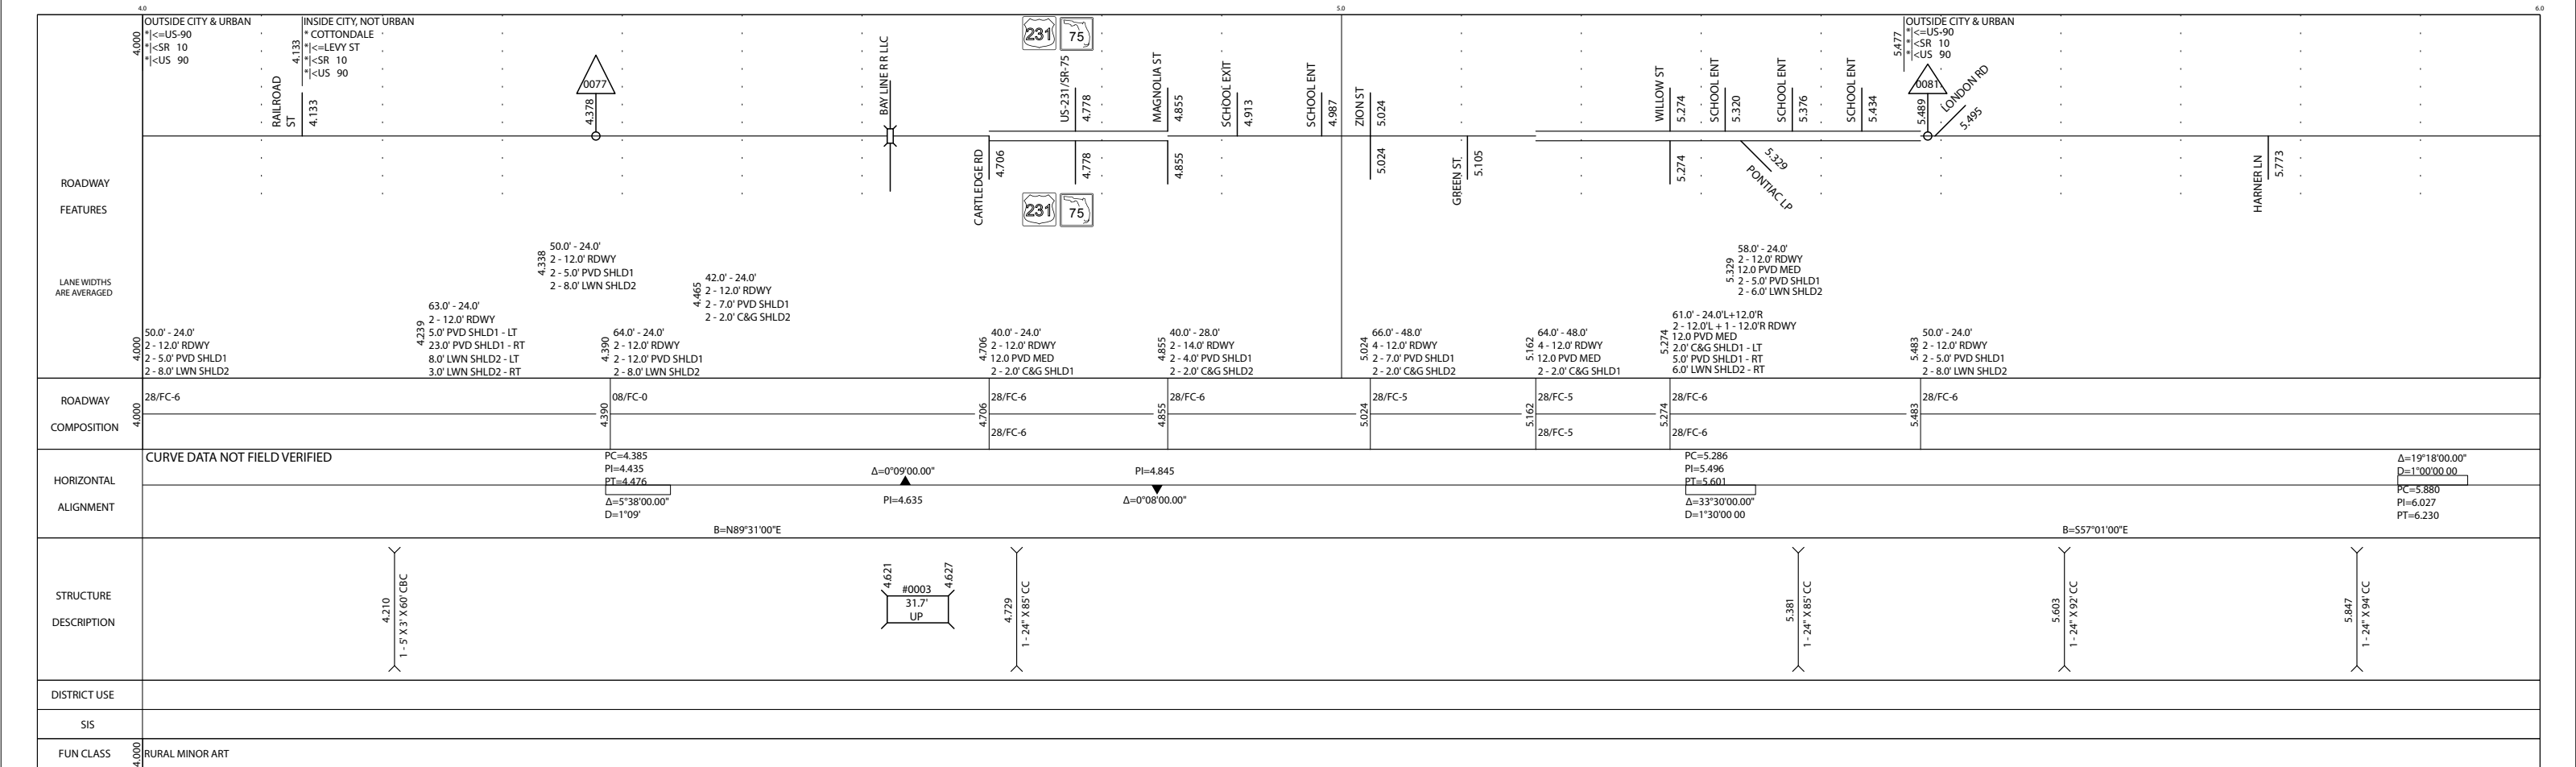 4.0
5.0
6.0
4.000
OUTSIDE CITY & URBAN
*|<=US-90
*|<SR 10
*|<US 90
4.133
INSIDE CITY, NOT URBAN
* COTTONDALE
*|<=LEVY ST
*|<SR 10
*|<US 90
RAILROAD
ST
4.133
0077
4.378
BAY LINE R R LLC
231
75
US-231/SR-75
4.778
MAGNOLIA ST
4.855
SCHOOL EXIT
4.913
SCHOOL ENT
4.987
ZION ST
5.024
WILLOW ST
5.274
SCHOOL ENT
5.320
SCHOOL ENT
5.376
SCHOOL ENT
5.434
5.477
OUTSIDE CITY & URBAN
*|<=US-90
*|<SR 10
*|<US 90
0081
5.489
LONDON RD
5.495
ROADWAY
FEATURES
CARTLEDGE RD
4.706
4.778
4.855
231
75
5.024
GREEN ST
5.105
5.274
5.329
PONTIAC LP
HARNER LN
5.773
LANE WIDTHS
ARE AVERAGED
4.000
50.0' - 24.0'
2 - 12.0' RDWY
2 - 5.0' PVD SHLD1
2 - 8.0' LWN SHLD2
4.239
63.0' - 24.0'
2 - 12.0' RDWY
5.0' PVD SHLD1 - LT
23.0' PVD SHLD1 - RT
8.0' LWN SHLD2 - LT
3.0' LWN SHLD2 - RT
4.338
50.0' - 24.0'
2 - 12.0' RDWY
2 - 5.0' PVD SHLD1
2 - 8.0' LWN SHLD2
4.390
64.0' - 24.0'
2 - 12.0' RDWY
2 - 12.0' PVD SHLD1
2 - 8.0' LWN SHLD2
4.465
42.0' - 24.0'
2 - 12.0' RDWY
2 - 7.0' PVD SHLD1
2 - 2.0' C&G SHLD2
4.706
40.0' - 24.0'
2 - 12.0' RDWY
12.0 PVD MED
2 - 2.0' C&G SHLD1
4.855
40.0' - 28.0'
2 - 14.0' RDWY
2 - 4.0' PVD SHLD1
2 - 2.0' C&G SHLD2
5.024
66.0' - 48.0'
4 - 12.0' RDWY
2 - 7.0' PVD SHLD1
2 - 2.0' C&G SHLD2
5.162
64.0' - 48.0'
4 - 12.0' RDWY
12.0 PVD MED
2 - 2.0' C&G SHLD1
5.274
61.0' - 24.0'L+12.0'R
2 - 12.0'L + 1 - 12.0'R RDWY
12.0 PVD MED
2.0' C&G SHLD1 - LT
5.0' PVD SHLD1 - RT
6.0' LWN SHLD2 - RT
5.329
58.0' - 24.0'
2 - 12.0' RDWY
12.0 PVD MED
2 - 5.0' PVD SHLD1
2 - 6.0' LWN SHLD2
5.483
50.0' - 24.0'
2 - 12.0' RDWY
2 - 5.0' PVD SHLD1
2 - 8.0' LWN SHLD2
ROADWAY
COMPOSITION
4.000
28/FC-6
4.390
08/FC-0
4.706
28/FC-6
28/FC-6
4.855
28/FC-6
5.024
28/FC-5
5.162
28/FC-5
28/FC-5
5.274
28/FC-6
28/FC-6
5.483
28/FC-6
HORIZONTAL
ALIGNMENT
CURVE DATA NOT FIELD VERIFIED
PC=4.385
PI=4.435
PT=4.476
Δ=5°38'00.00"
D=1°09'
B=N89°31'00"E
Δ=0°09'00.00"
PI=4.635
PI=4.845
Δ=0°08'00.00"
PC=5.286
PI=5.496
PT=5.601
Δ=33°30'00.00"
D=1°30'00 00
B=S57°01'00"E
Δ=19°18'00.00"
D=1°00'00 00
PC=5.880
PI=6.027
PT=6.230
STRUCTURE
DESCRIPTION
4.210
1 - 5' X 3' X 60' CBC
4.621
4.627
#0003
31.7'
UP
4.729
1 - 24" X 85' CC
5.381
1 - 24" X 85' CC
5.603
1 - 24" X 92' CC
5.847
1 - 24" X 94' CC
DISTRICT USE
SIS
FUN CLASS
4.000
RURAL MINOR ART